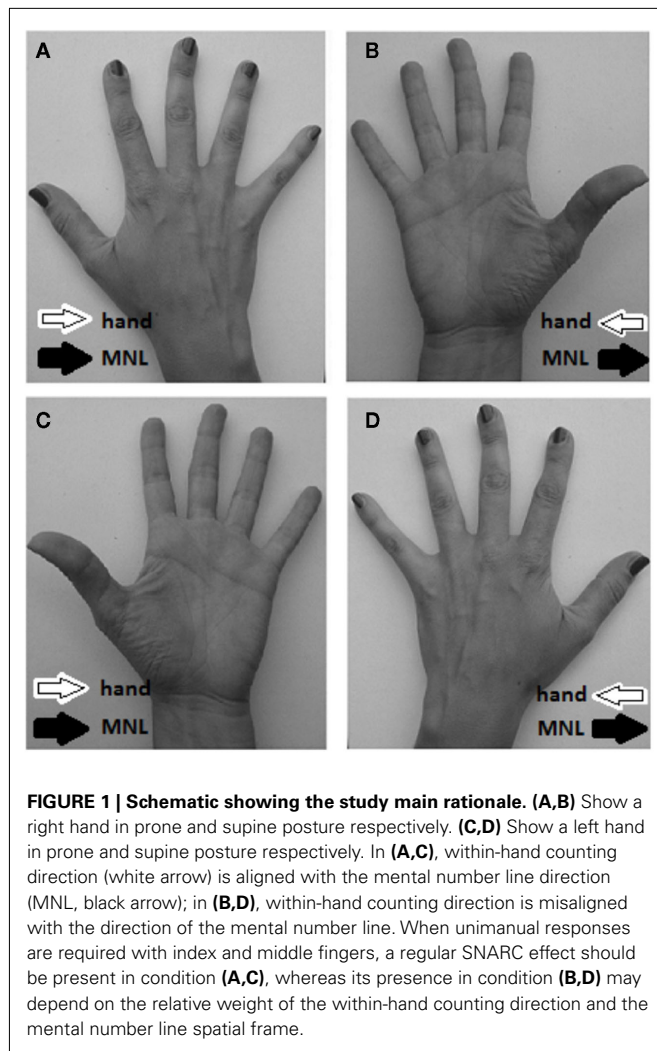 A
B
hand
MNL
hand
MNL
C
D
hand
MNL
hand
MNL
FIGURE 1 | Schematic showing the study main rationale. (A,B) Show a
right hand in prone and supine posture respectively. (C,D) Show a left hand
in prone and supine posture respectively. In (A,C), within-hand counting
direction (white arrow) is aligned with the mental number line direction
(MNL, black arrow); in (B,D), within-hand counting direction is misaligned
with the direction of the mental number line. When unimanual responses
are required with index and middle fingers, a regular SNARC effect should
be present in condition (A,C), whereas its presence in condition (B,D) may
depend on the relative weight of the within-hand counting direction and the
mental number line spatial frame.